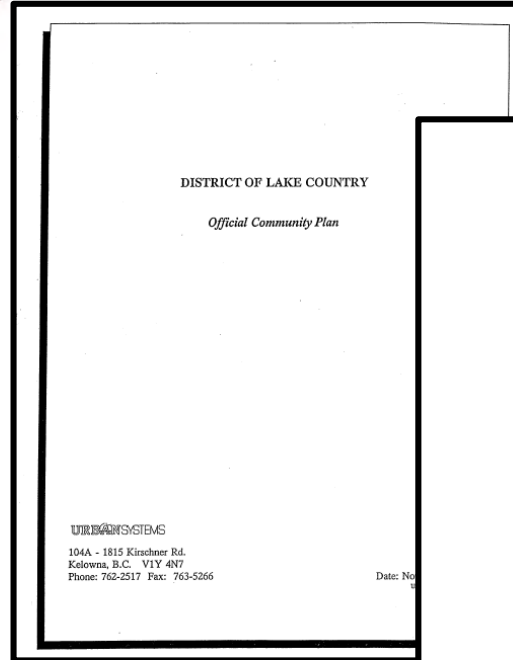 DISTRICT OF LAKE COUNTRY
Official Community Plan
URBANSYSTEMS
104A - 1815 Kirschner Rd.
Kelowna, B.C. V1Y 4N7
Phone: 762-2517 Fax: 763-5266
Date: